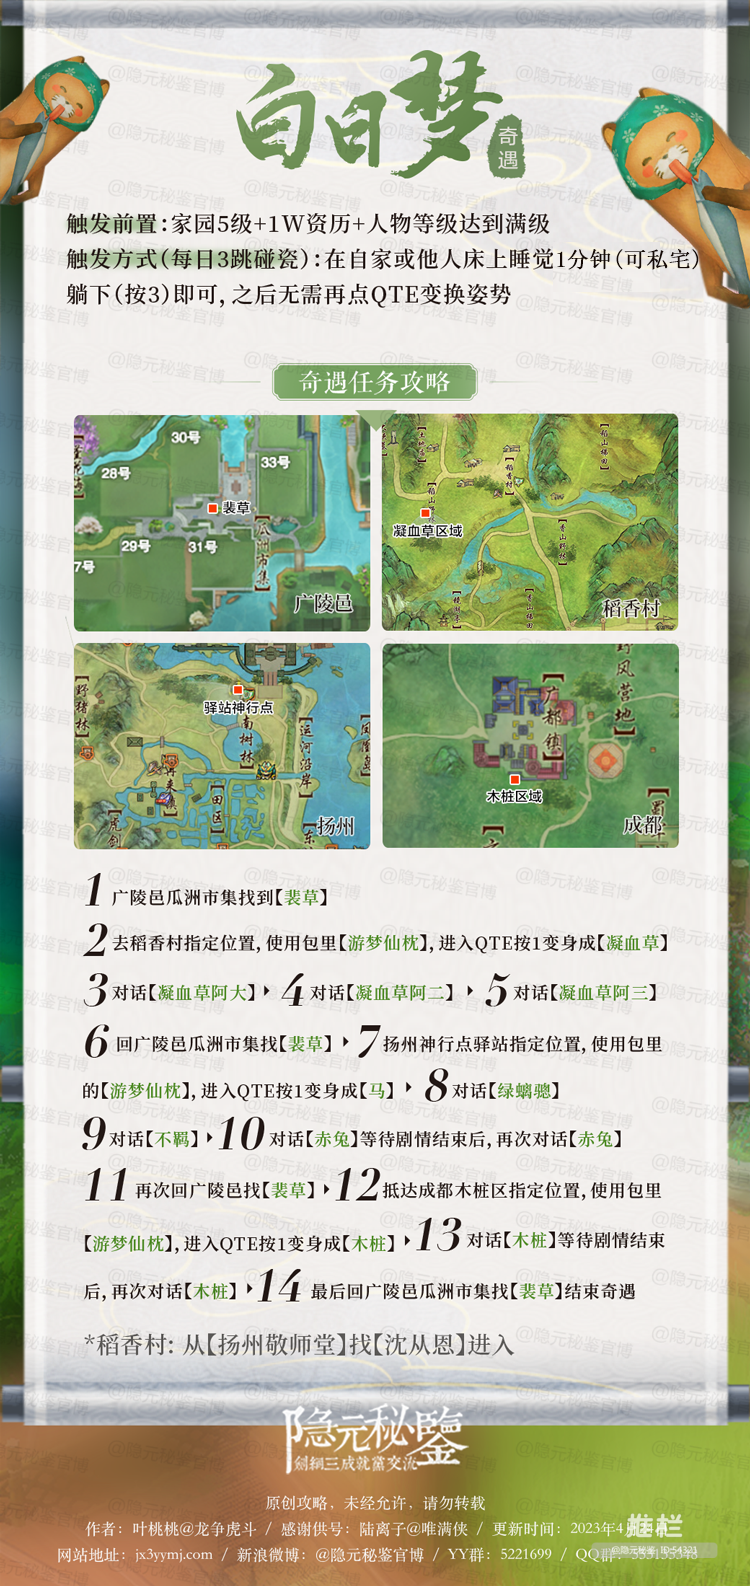 白日梦
奇遇
触发前置:家园5级+1W资历+人物等级达到满级
触发方式(每日3跳碰瓷):在自家或他人床上睡觉1分钟(可私宅)
躺下(按3)即可,之后无需再点QTE变换姿势
奇遇任务攻略
30号
28号
33号
裴草
29号
31号
7号
【瓜洲市集】
广陵邑
稻香村】
凝血草区域
稻香村
【野猪林】
驿站神行点
南树林】
【运河沿岸】
【再来镇】
【田区】
扬州
野风营地】
【广都镇】
木桩区域
成都
1 广陵邑瓜洲市集找到【裴草】
2 去稻香村指定位置,使用包里【游梦仙枕】,进入QTE按1变身成【凝血草】
3 对话【凝血草阿大】 4 对话【凝血草阿二】 5 对话【凝血草阿三】
6 回广陵邑瓜洲市集找【裴草】 7 扬州神行点驿站指定位置,使用包里
的【游梦仙枕】,进入QTE按1变身成【马】 8 对话【绿螭骢】
9 对话【不羁】 10 对话【赤兔】等待剧情结束后,再次对话【赤兔】
11 再次回广陵邑找【裴草】 12 抵达成都木桩区指定位置,使用包里
【游梦仙枕】,进入QTE按1变身成【木桩】 13 对话【木桩】等待剧情结束
后,再次对话【木桩】 14 最后回广陵邑瓜洲市集找【裴草】结束奇遇
*稻香村: 从【扬州敬师堂】找【沈从恩】进入
隐元秘鑒
劍網三成就黨交流
原创攻略,未经允许,请勿转载
作者:叶桃桃@龙争虎斗 / 感谢供号:陆离子@唯满侠 / 更新时间:2023年4月
推栏
@隐元秘鉴 ID:54321
网站地址:jx3yymj.com / 新浪微博:@隐元秘鉴官博 / YY群:5221699 / QQ群:
@隐元秘鉴官博